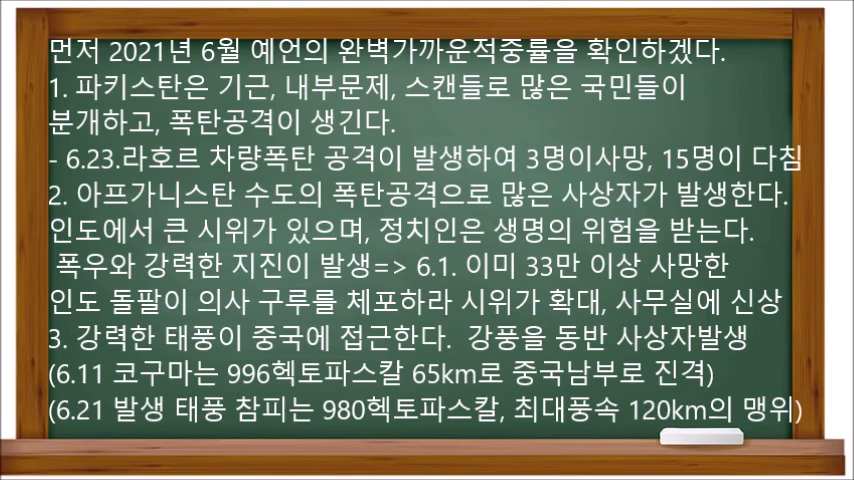 먼저 2021년 6월 예언의 완벽가까운적중률을 확인하겠다.
1. 파키스탄은 기근, 내부문제, 스캔들로 많은 국민들이
분개하고, 폭탄공격이 생긴다.
- 6.23.라호르 차량폭탄 공격이 발생하여 3명이사망, 15명이 다침
2. 아프가니스탄 수도의 폭탄공격으로 많은 사상자가 발생한다.
인도에서 큰 시위가 있으며, 정치인은 생명의 위험을 받는다.
폭우와 강력한 지진이 발생=> 6.1. 이미 33만 이상 사망한
인도 돌팔이 의사 구루를 체포하라 시위가 확대, 사무실에 신상
3. 강력한 태풍이 중국에 접근한다. 강풍을 동반 사상자발생
(6.11 코구마는 996헥토파스칼 65km로 중국남부로 진격)
(6.21 발생 태풍 참피는 980헥토파스칼, 최대풍속 120km의 맹위)